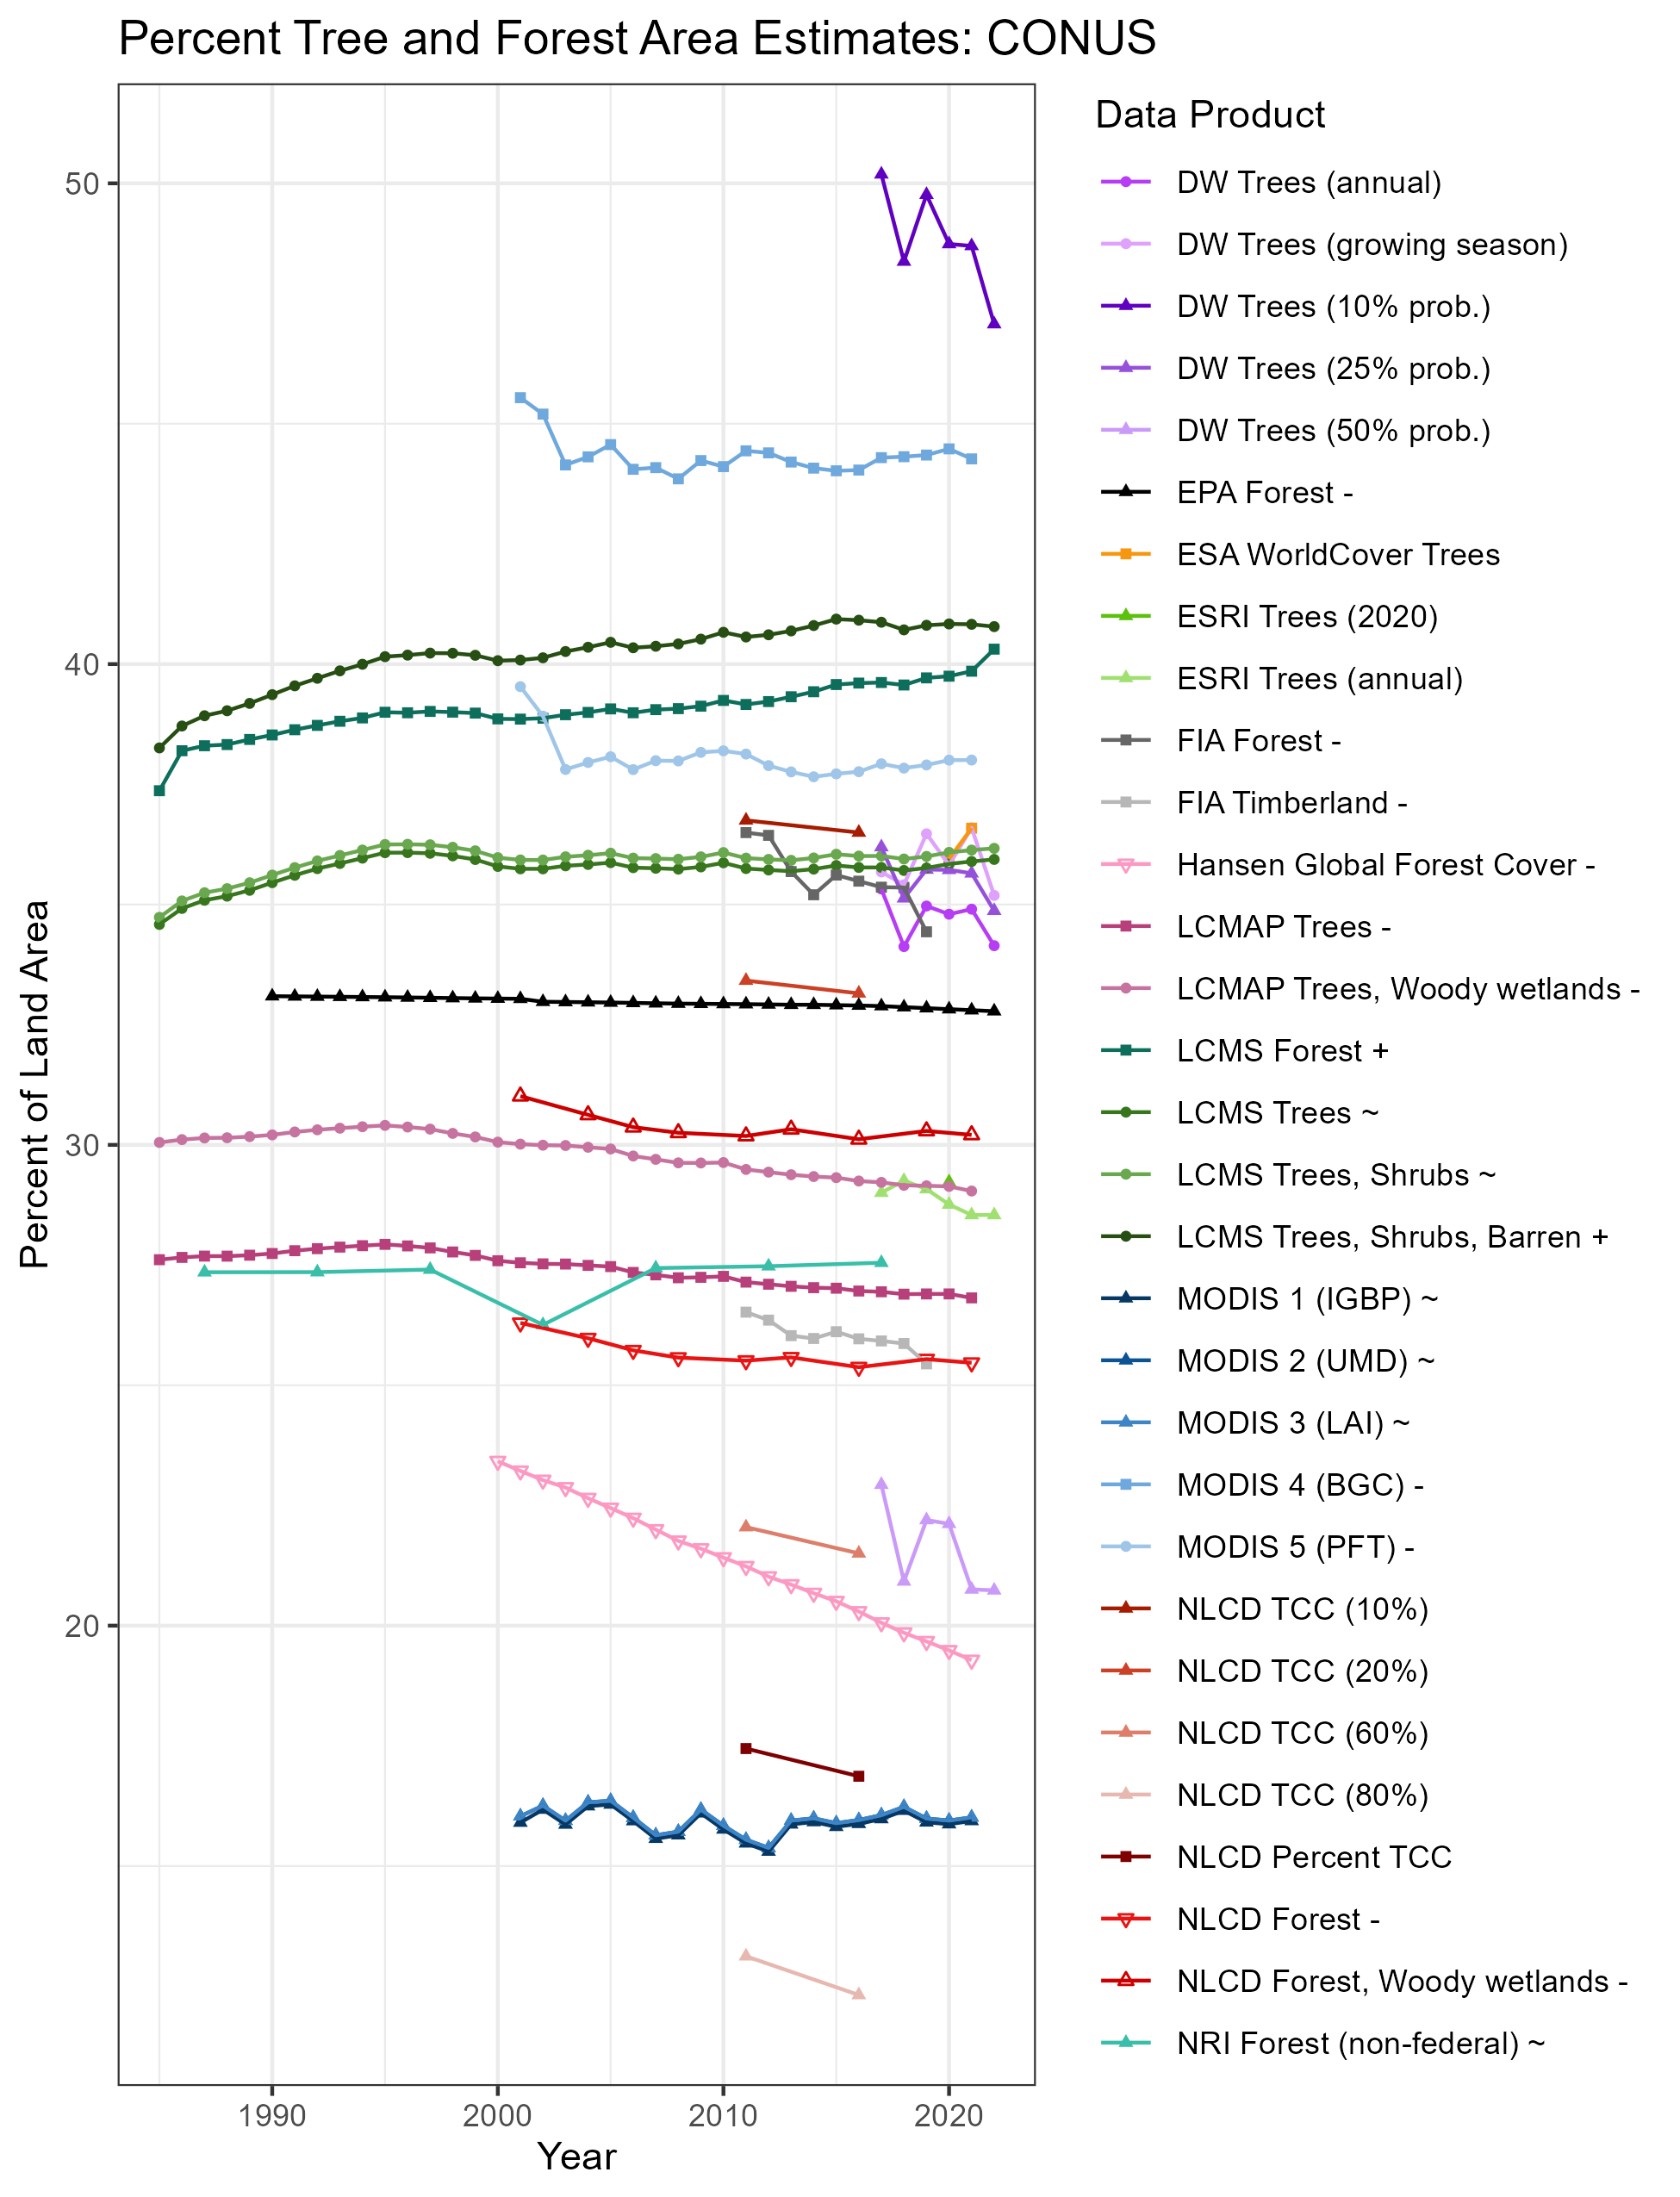 Percent Tree and Forest Area Estimates: CONUS
Percent of Land Area
50
40
30
20
1990
2000
2010
2020
Year
Data Product
DW Trees (annual)
DW Trees (growing season)
DW Trees (10% prob.)
DW Trees (25% prob.)
DW Trees (50% prob.)
EPA Forest -
ESA WorldCover Trees
ESRI Trees (2020)
ESRI Trees (annual)
FIA Forest -
FIA Timberland -
Hansen Global Forest Cover -
LCMAP Trees -
LCMAP Trees, Woody wetlands -
LCMS Forest +
LCMS Trees ~
LCMS Trees, Shrubs ~
LCMS Trees, Shrubs, Barren +
MODIS 1 (IGBP) ~
MODIS 2 (UMD) ~
MODIS 3 (LAI) ~
MODIS 4 (BGC) -
MODIS 5 (PFT) -
NLCD TCC (10%)
NLCD TCC (20%)
NLCD TCC (60%)
NLCD TCC (80%)
NLCD Percent TCC
NLCD Forest -
NLCD Forest, Woody wetlands -
NRI Forest (non-federal) ~